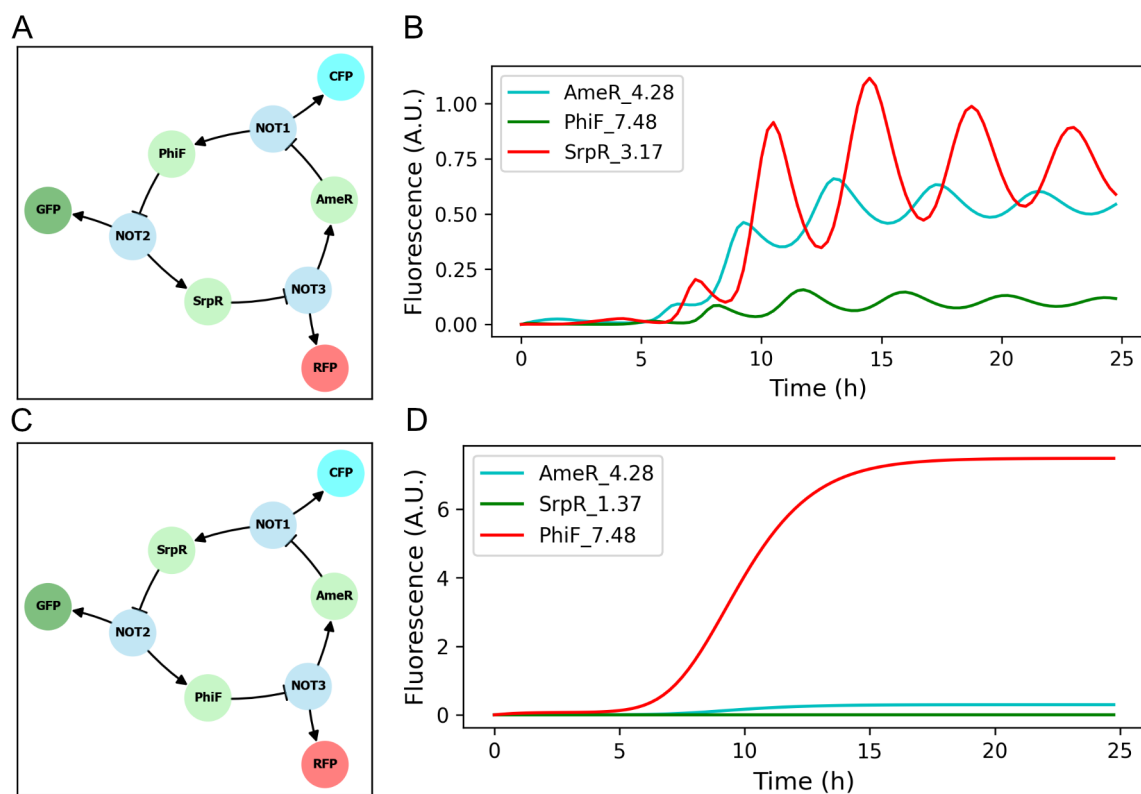 A
CFP
NOT1
PhiF
AmeR
GFP
NOT2
NOT3
SrpR
RFP
B
AmeR_4.28
PhiF_7.48
SrpR_3.17
Fluorescence (A.U.)
1.00
0.75
0.50
0.25
0.00
0 5 10 15 20 25
Time (h)
C
CFP
NOT1
SrpR
AmeR
GFP
NOT2
NOT3
PhiF
RFP
D
AmeR_4.28
SrpR_1.37
PhiF_7.48
Fluorescence (A.U.)
6
4
2
0
0 5 10 15 20 25
Time (h)